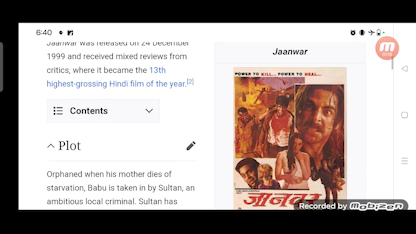 6:40
Jaanwar was released on 24 December
1999 and received mixed reviews from
critics, where it became the 13th
highest-grossing Hindi film of the year.[2]
Contents
Plot
Orphaned when his mother dies of
starvation, Babu is taken in by Sultan, an
ambitious local criminal. Sultan has
Jaanwar
POWER TO KILL... POWER TO HEAL...
जानवर
Recorded by Mobizen